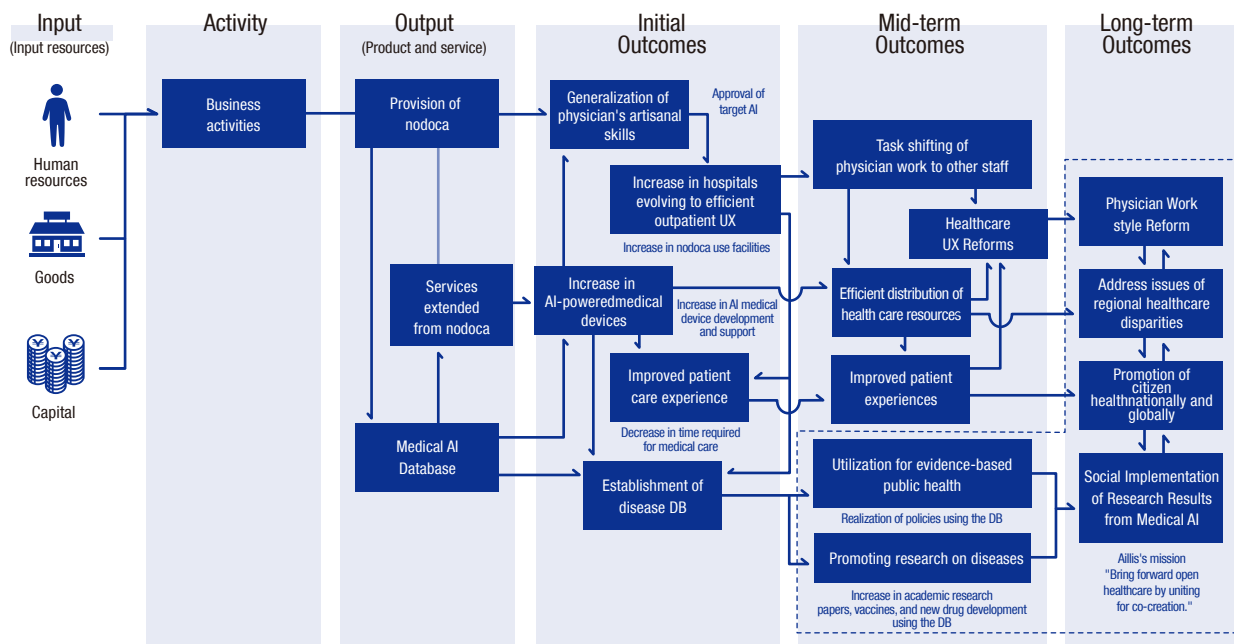 Input
(Input resources)
Human
resources
Goods
Capital
Activity
Business
activities
Output
(Product and service)
Provision of
nodoca
Services
extended
from nodoca
Medical AI
Database
Initial
Outcomes
Generalization of
physician's artisanal
skills
Approval of
target AI
Increase in hospitals
evolving to efficient
outpatient UX
Increase in nodoca use facilities
Increase in
AI-poweredmedical
devices
Increase in AI medical
device development
and support
Improved patient
care experience
Decrease in time required
for medical care
Establishment of
disease DB
Mid-term
Outcomes
Task shifting of
physician work to other staff
Healthcare
UX Reforms
Efficient distribution of
health care resources
Improved patient
experiences
Utilization for evidence-based
public health
Realization of policies using the DB
Promoting research on diseases
Increase in academic research
papers, vaccines, and new drug development
using the DB
Long-term
Outcomes
Physician Work
style Reform
Address issues of
regional healthcare
disparities
Promotion of
citizen
healthnationally and
globally
Social Implementation
of Research Results
from Medical AI
Aillis's mission
"Bring forward open
healthcare by uniting
for co-creation."